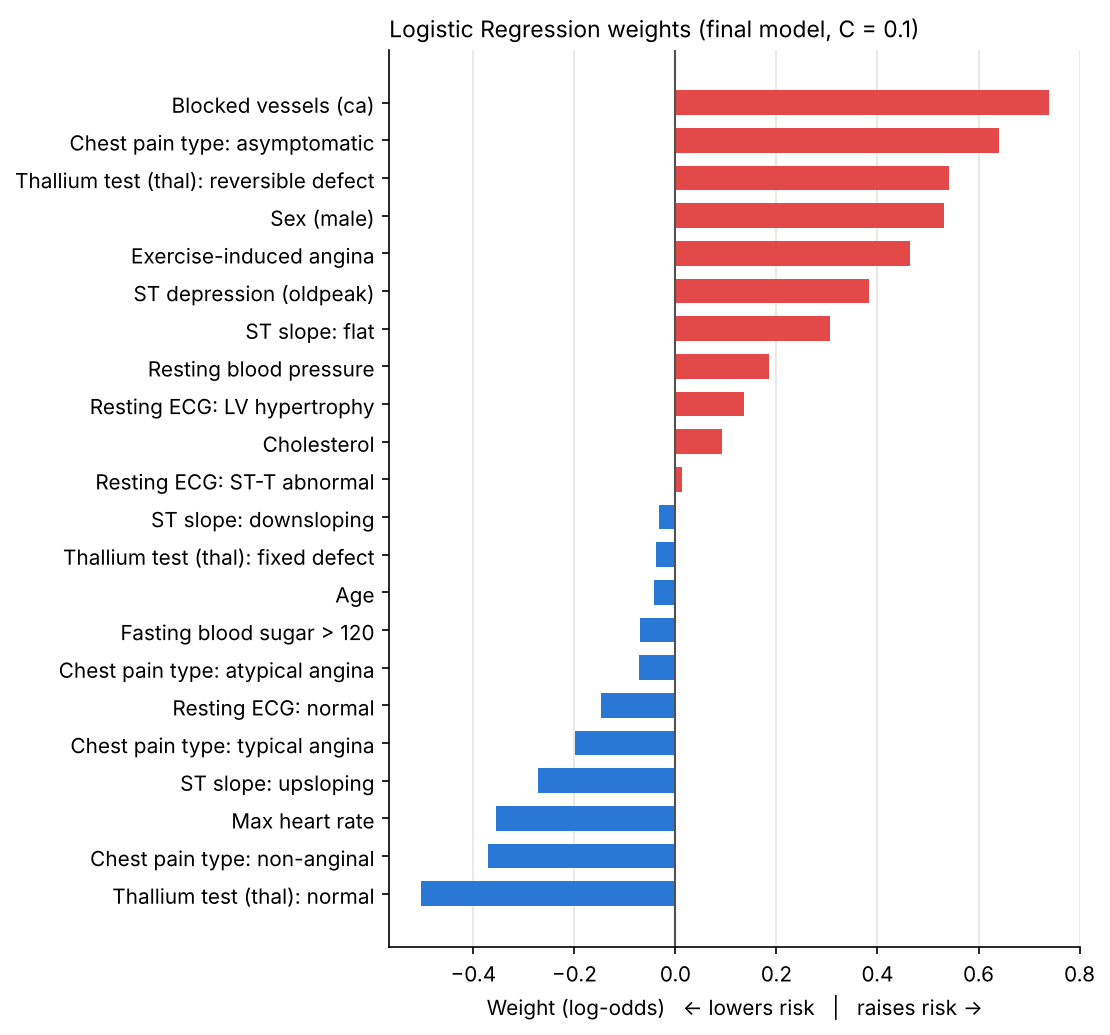 Logistic Regression weights (final model, C = 0.1)
Blocked vessels (ca)
Chest pain type: asymptomatic
Thallium test (thal): reversible defect
Sex (male)
Exercise-induced angina
ST depression (oldpeak)
ST slope: flat
Resting blood pressure
Resting ECG: LV hypertrophy
Cholesterol
Resting ECG: ST-T abnormal
ST slope: downsloping
Thallium test (thal): fixed defect
Age
Fasting blood sugar > 120
Chest pain type: atypical angina
Resting ECG: normal
Chest pain type: typical angina
ST slope: upsloping
Max heart rate
Chest pain type: non-anginal
Thallium test (thal): normal
−0.4 −0.2 0.0 0.2 0.4 0.6 0.8
Weight (log-odds) ← lowers risk | raises risk →